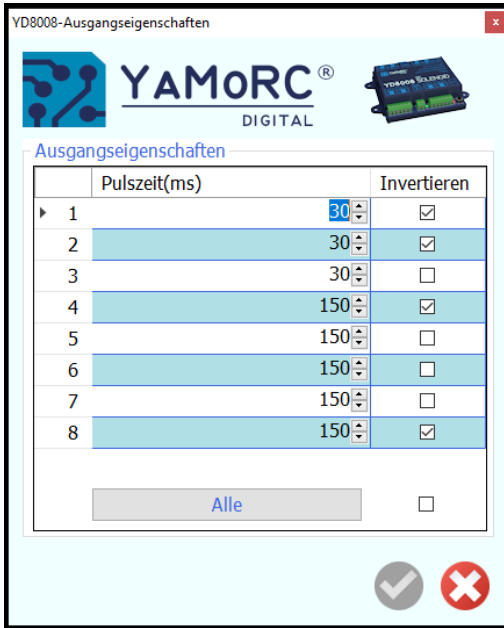 YD8008-Ausgangseigenschaften x
YAMORC®
DIGITAL
YD8008 SOLENOID
Ausgangseigenschaften
Pulszeit(ms) Invertieren
1 30
2 30
3 30
4 150
5 150
6 150
7 150
8 150
Alle